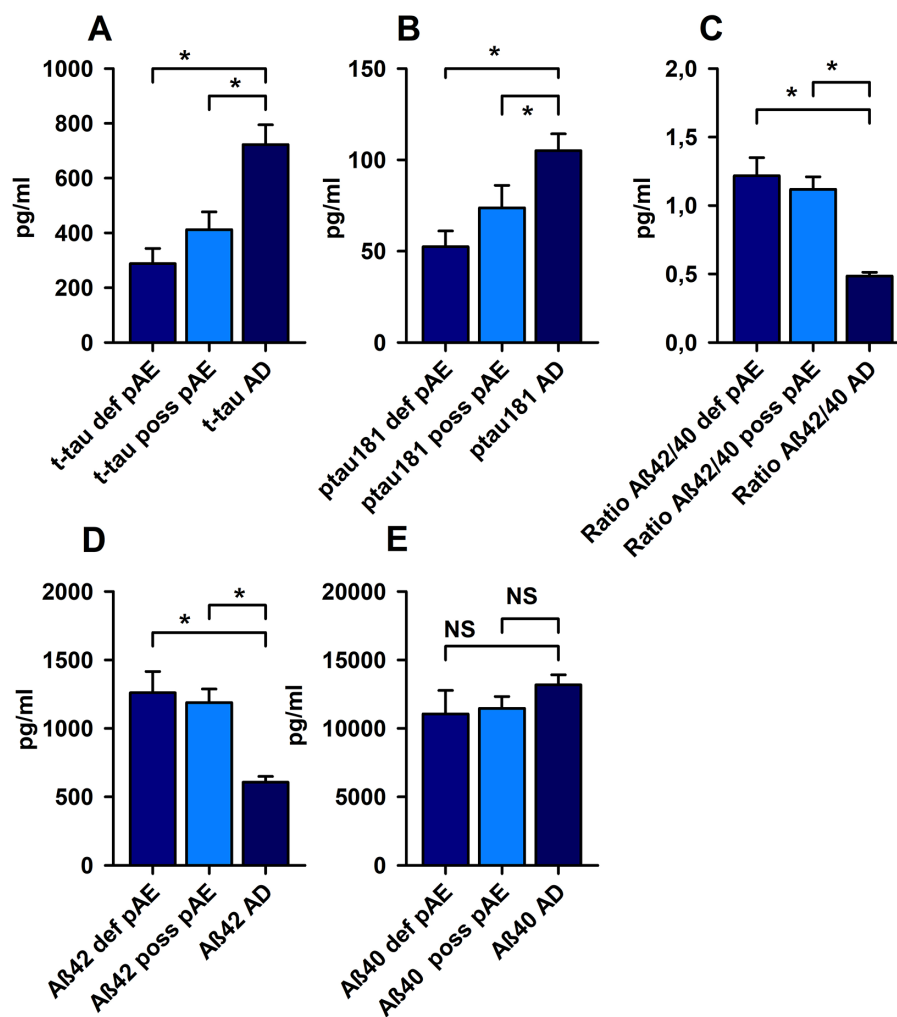 A
1000
800
600
400
200
0
pg/ml
*
*
t-tau def pAE
t-tau poss pAE
t-tau AD
B
150
100
50
0
pg/ml
*
*
ptau181 def pAE
ptau181 poss pAE
ptau181 AD
C
2,0
1,5
1,0
0,5
0,0
pg/ml
*
*
Ratio Aß42/40 def pAE
Ratio Aß42/40 poss pAE
Ratio Aß42/40 AD
D
2000
1500
1000
500
0
pg/ml
*
*
Aß42 def pAE
Aß42 poss pAE
Aß42 AD
E
20000
15000
10000
5000
0
pg/ml
NS
NS
Aß40 def pAE
Aß40  poss pAE
Aß40 AD